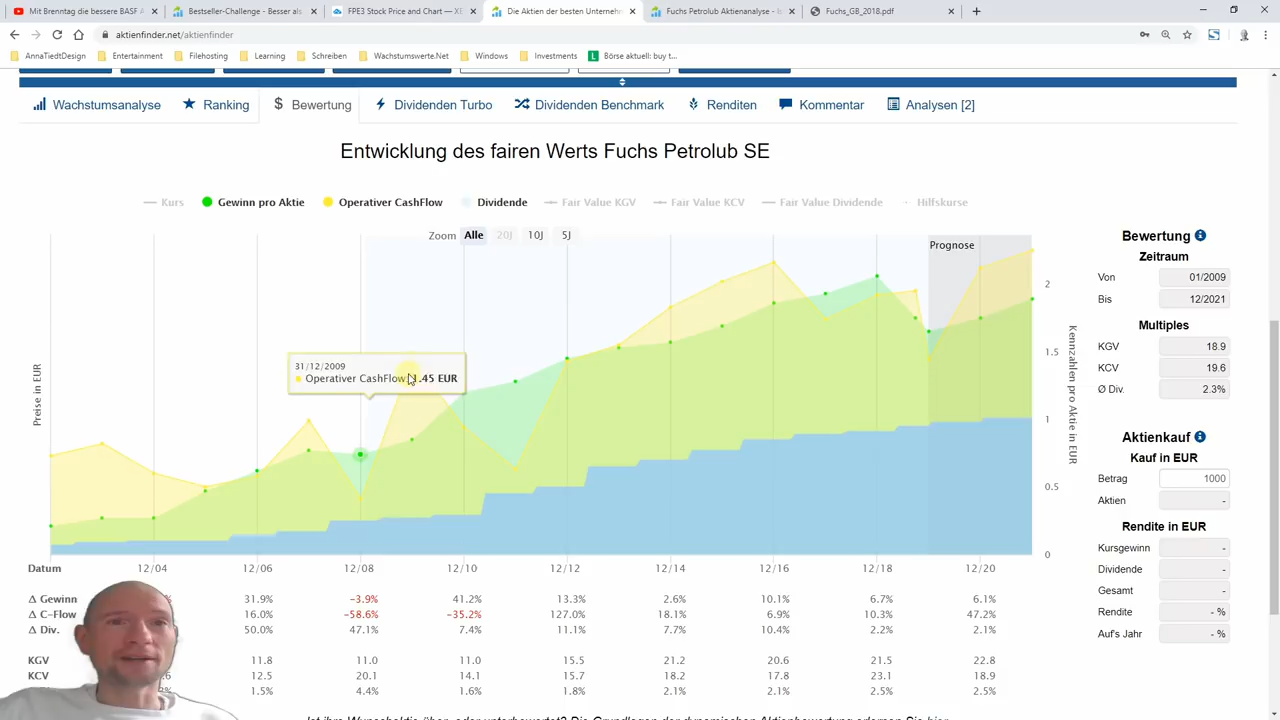 Mit Brenntag die bessere BASF A
Bestseller-Challenge - Besser als
FPE3 Stock Price and Chart — XE
Die Aktien der besten Unternehm
Fuchs Petrolub Aktienanalyse - b
Fuchs_GB_2018.pdf
aktienfinder.net/aktienfinder
AnnaTiedtDesign
Entertainment
Filehosting
Learning
Schreiben
Wachstumswerte.Net
Windows
Investments
Börse aktuell: buy t...
Wachstumsanalyse
Ranking
Bewertung
Dividenden Turbo
Dividenden Benchmark
Renditen
Kommentar
Analysen [2]
Entwicklung des fairen Werts Fuchs Petrolub SE
Kurs
Gewinn pro Aktie
Operativer CashFlow
Dividende
Fair Value KGV
Fair Value KCV
Fair Value Dividende
Hilfskurse
Zoom Alle 20J 10J 5J
Prognose
Preise in EUR
Kennzahlen pro Aktie in EUR
2
1.5
1
0.5
0
31/12/2009
Operativer CashFlow 1.45 EUR
Datum 12/04 12/06 12/08 12/10 12/12 12/14 12/16 12/18 12/20
Δ Gewinn 31.9% -3.9% 41.2% 13.3% 2.6% 10.1% 6.7% 6.1%
Δ C-Flow 16.0% -58.6% -35.2% 127.0% 18.1% 6.9% 10.3% 47.2%
Δ Div. 50.0% 47.1% 7.4% 11.1% 7.7% 10.4% 2.2% 2.1%
KGV 11.8 11.0 11.0 15.5 21.2 20.6 21.5 22.8
KCV 12.5 20.1 14.1 15.7 18.2 17.8 23.1 18.9
1.5% 4.4% 1.6% 1.8% 2.1% 2.1% 2.5% 2.5%
Bewertung
Zeitraum
Von 01/2009
Bis 12/2021
Multiples
KGV 18.9
KCV 19.6
Ø Div. 2.3%
Aktienkauf
Kauf in EUR
Betrag 1000
Aktien -
Rendite in EUR
Kursgewinn -
Dividende -
Gesamt -
Rendite - %
Auf's Jahr - %